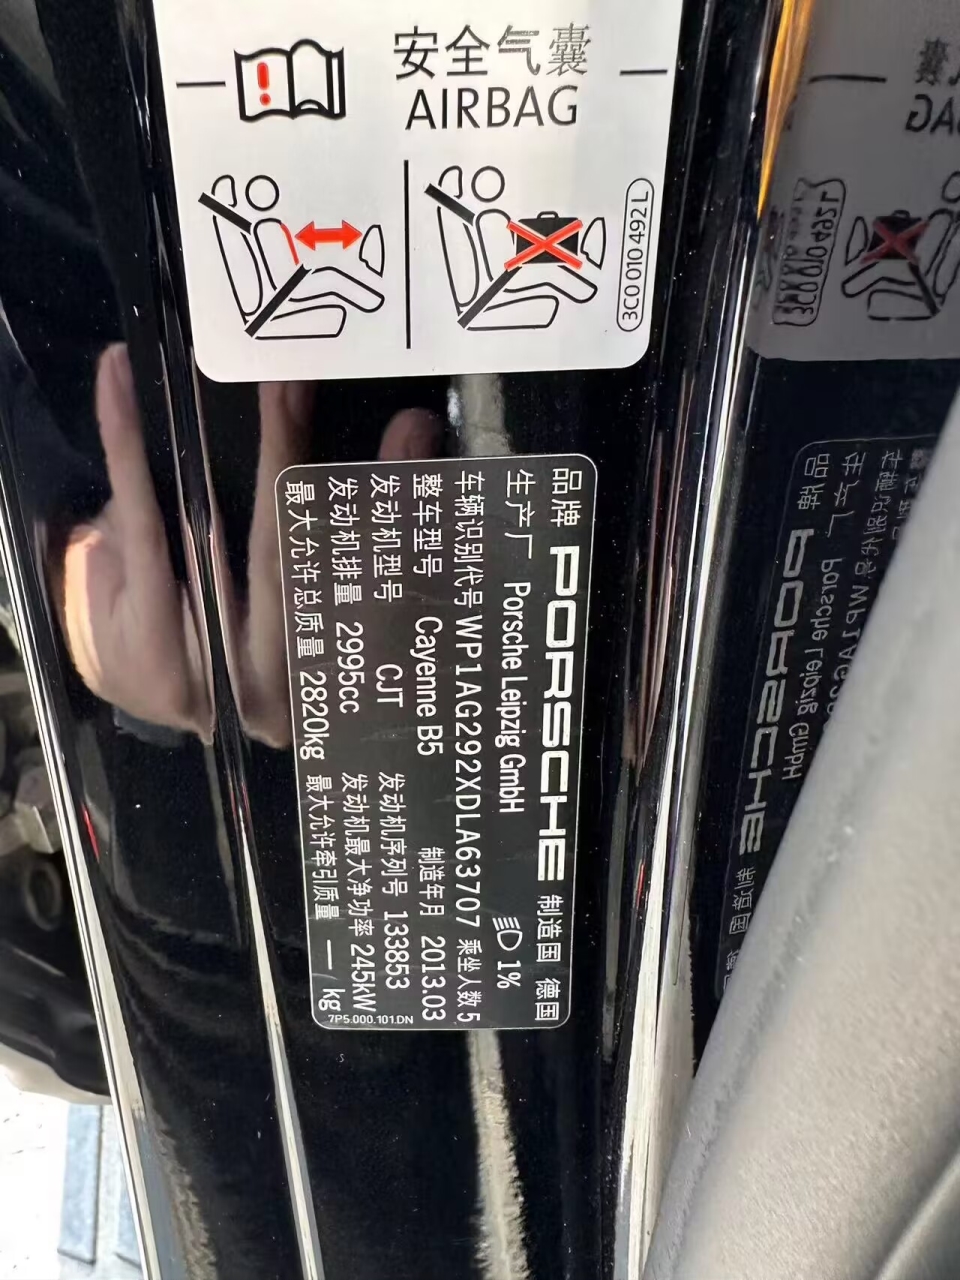 安全气囊
AIRBAG
3C0 010 492 L
品牌 PORSCHE 制造国 德国
生产厂 Porsche Leipzig GmbH 1%
车辆识别代号 WP1AG292XDLA63707 乘坐人数 5
整车型号 Cayenne B5 制造年月 2013.03
发动机型号 CJT 发动机序列号 133853
发动机排量 2995cc 发动机最大净功率 245kW
最大允许总质量 2820kg 最大允许牵引质量 — kg
7P5.000.101.DN